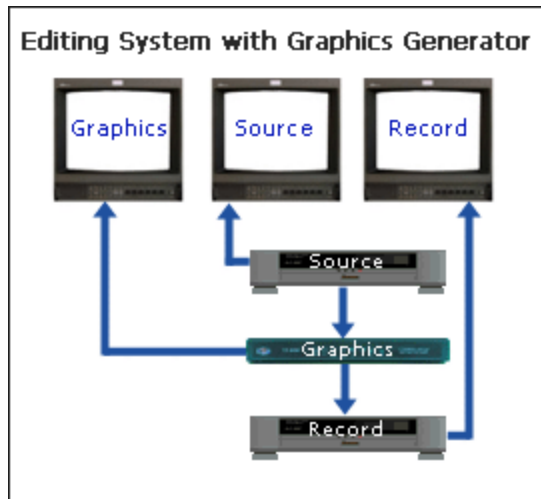 Editing System with Graphics Generator
Graphics
Source
Record
Source
Graphics
Record